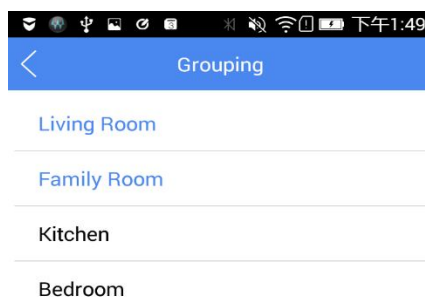 下午1:49
Grouping
Living Room
Family Room
Kitchen
Bedroom